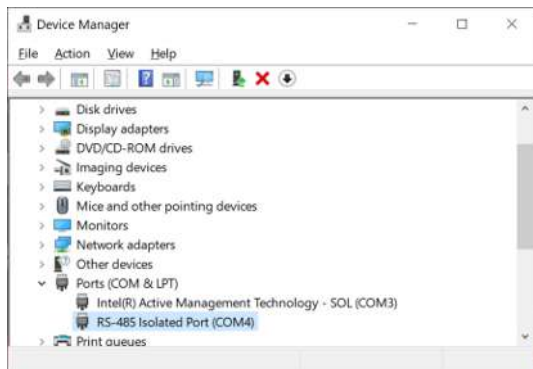 Device Manager
File Action View Help
Disk drives
Display adapters
DVD/CD-ROM drives
Imaging devices
Keyboards
Mice and other pointing devices
Monitors
Network adapters
Other devices
Ports (COM & LPT)
Intel(R) Active Management Technology - SOL (COM3)
RS-485 Isolated Port (COM4)
Print queues